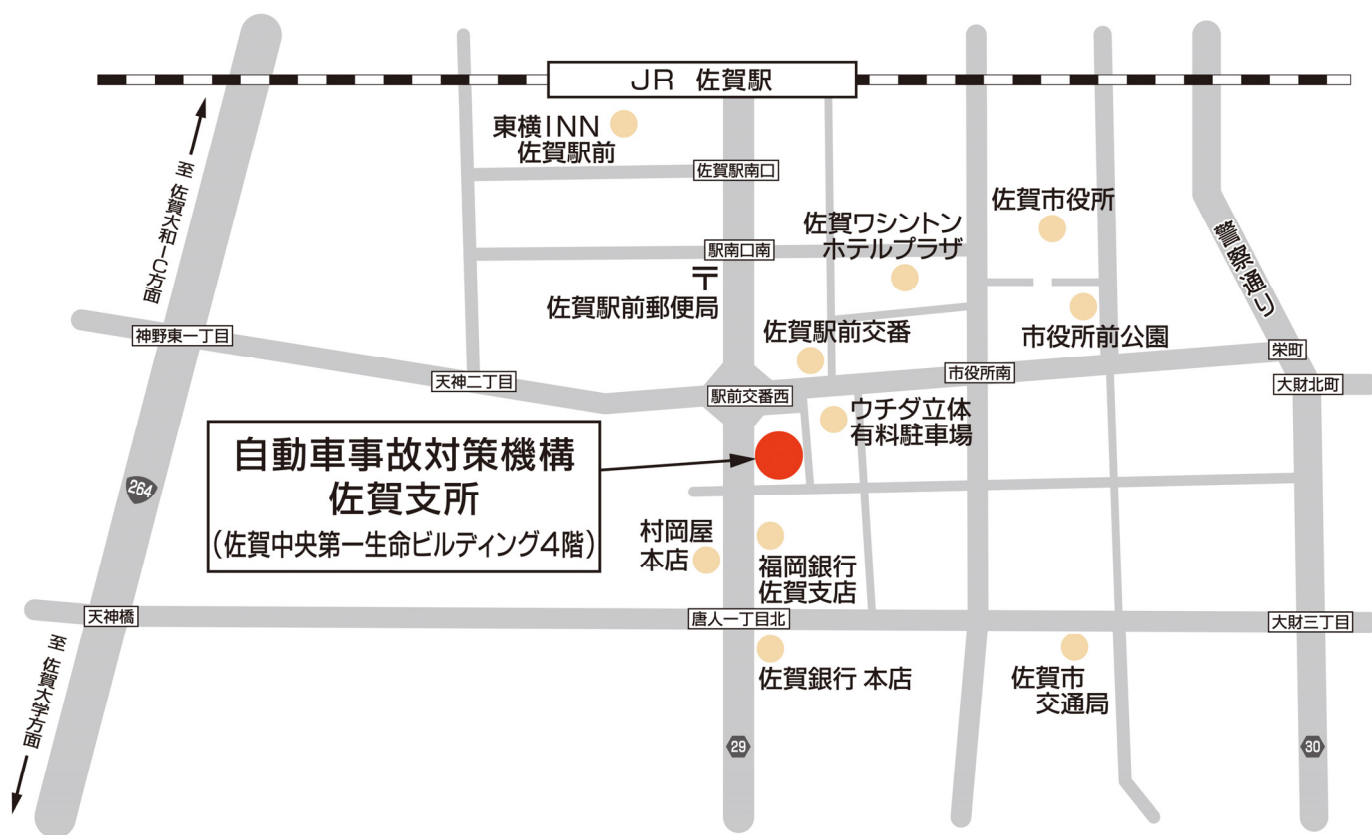 JR 佐賀駅
東横INN
佐賀駅前
佐賀駅南口
至 佐賀大和IC方面
佐賀市役所
佐賀ワシントン
ホテルプラザ
警察通り
駅南口南
〒
佐賀駅前郵便局
佐賀駅前交番
市役所前公園
神野東一丁目
栄町
天神二丁目
市役所南
大財北町
駅前交番西
ウチダ立体
有料駐車場
自動車事故対策機構
佐賀支所
(佐賀中央第一生命ビルディング4階)
264
村岡屋
本店
福岡銀行
佐賀支店
天神橋
唐人一丁目北
大財三丁目
至 佐賀大学方面
佐賀銀行 本店
佐賀市
交通局
29
30